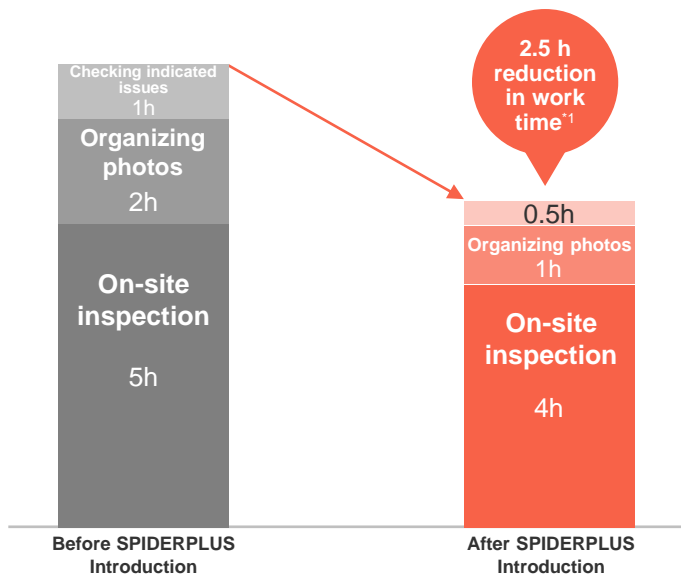 Checking indicated
issues
1h
Organizing
photos
2h
On-site
inspection
5h
Before SPIDERPLUS
Introduction
2.5 h
reduction
in work
time*1
0.5h
Organizing photos
1h
On-site
inspection
4h
After SPIDERPLUS
Introduction